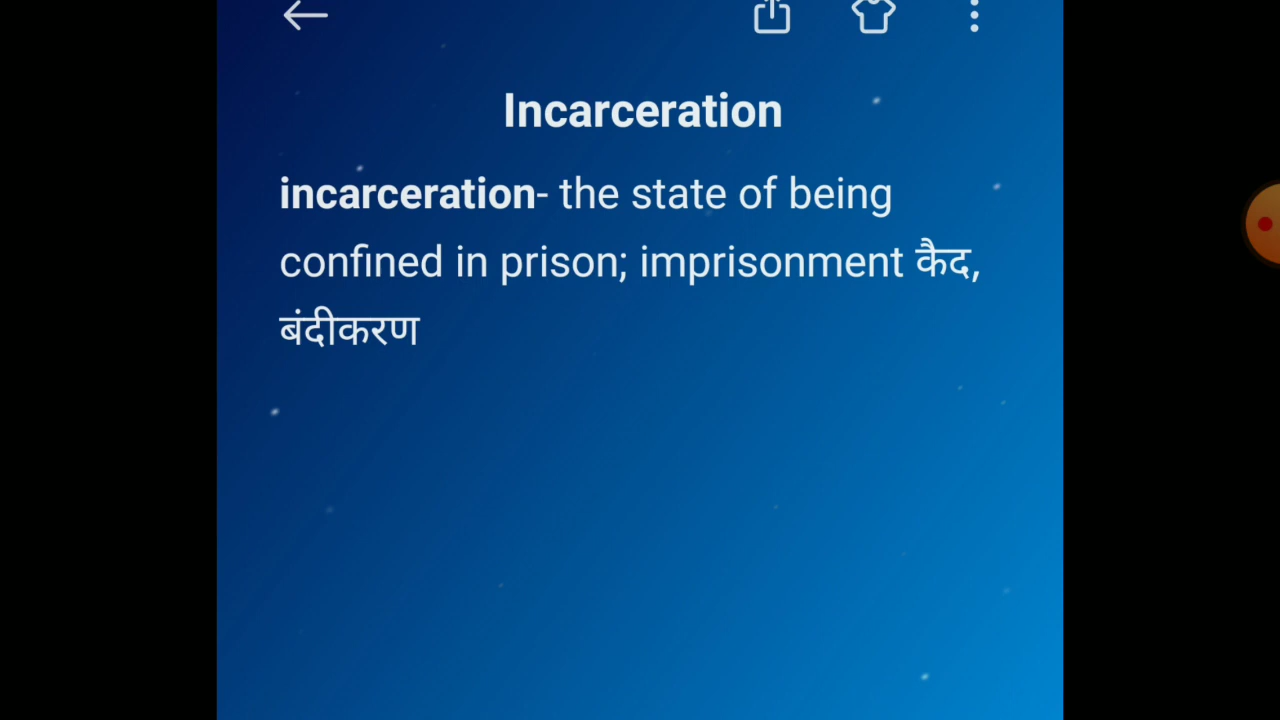 Incarceration
incarceration- the state of being
confined in prison; imprisonment कैद,
बंदीकरण